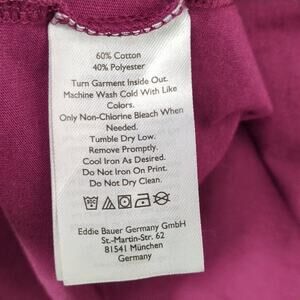 60% Cotton
40% Polyester
Turn Garment Inside Out.
Machine Wash Cold With Like
Colors.
Only Non-Chlorine Bleach When
Needed.
Tumble Dry Low.
Remove Promptly.
Cool Iron As Desired.
Do Not Iron On Print.
Do Not Dry Clean.
Eddie Bauer Germany GmbH
St.-Martin-Str. 62
81541 München
Germany